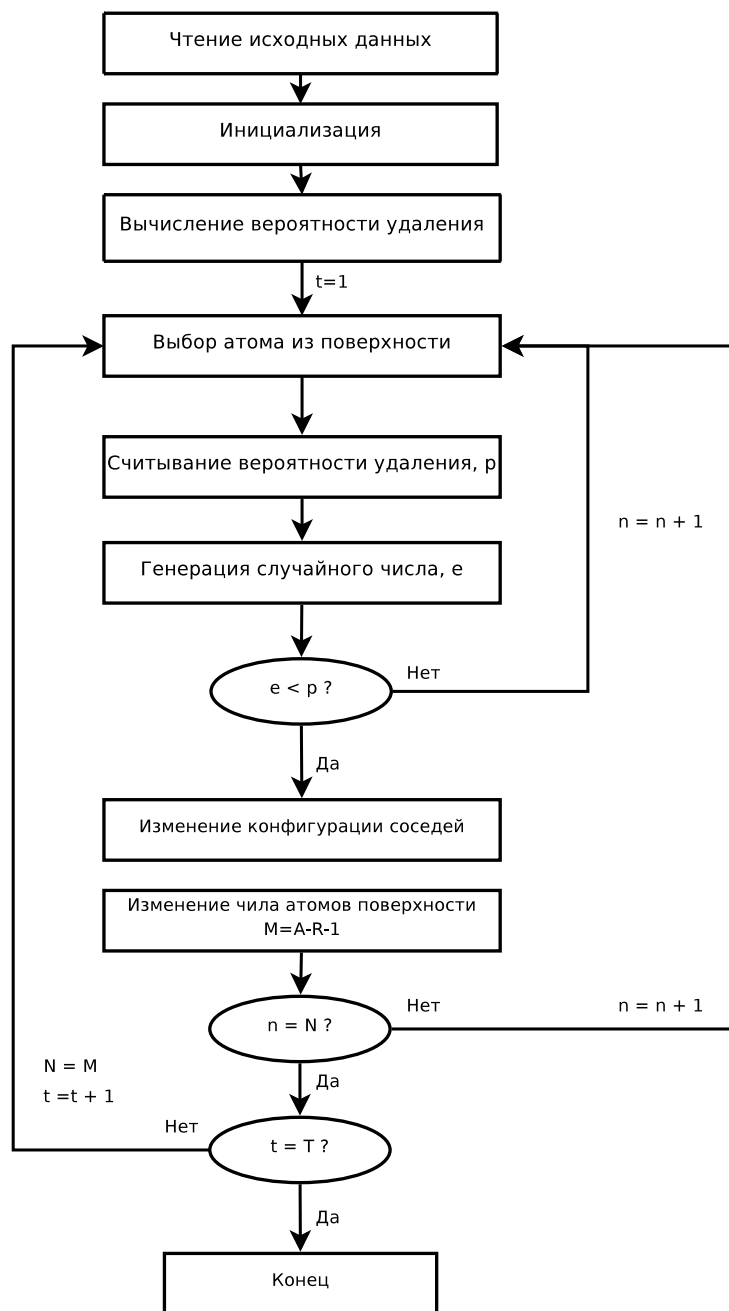 Чтение исходных данных
Инициализация
Вычисление вероятности удаления
t=1
Выбор атома из поверхности
Считывание вероятности удаления, p
n = n + 1
Генерация случайного числа, e
Нет
e < p ?
Да
Изменение конфигурации соседей
Изменение чила атомов поверхности
M=A-R-1
Нет
n = n + 1
n = N ?
N = M
Да
t =t + 1
Нет
t = T ?
Да
Конец